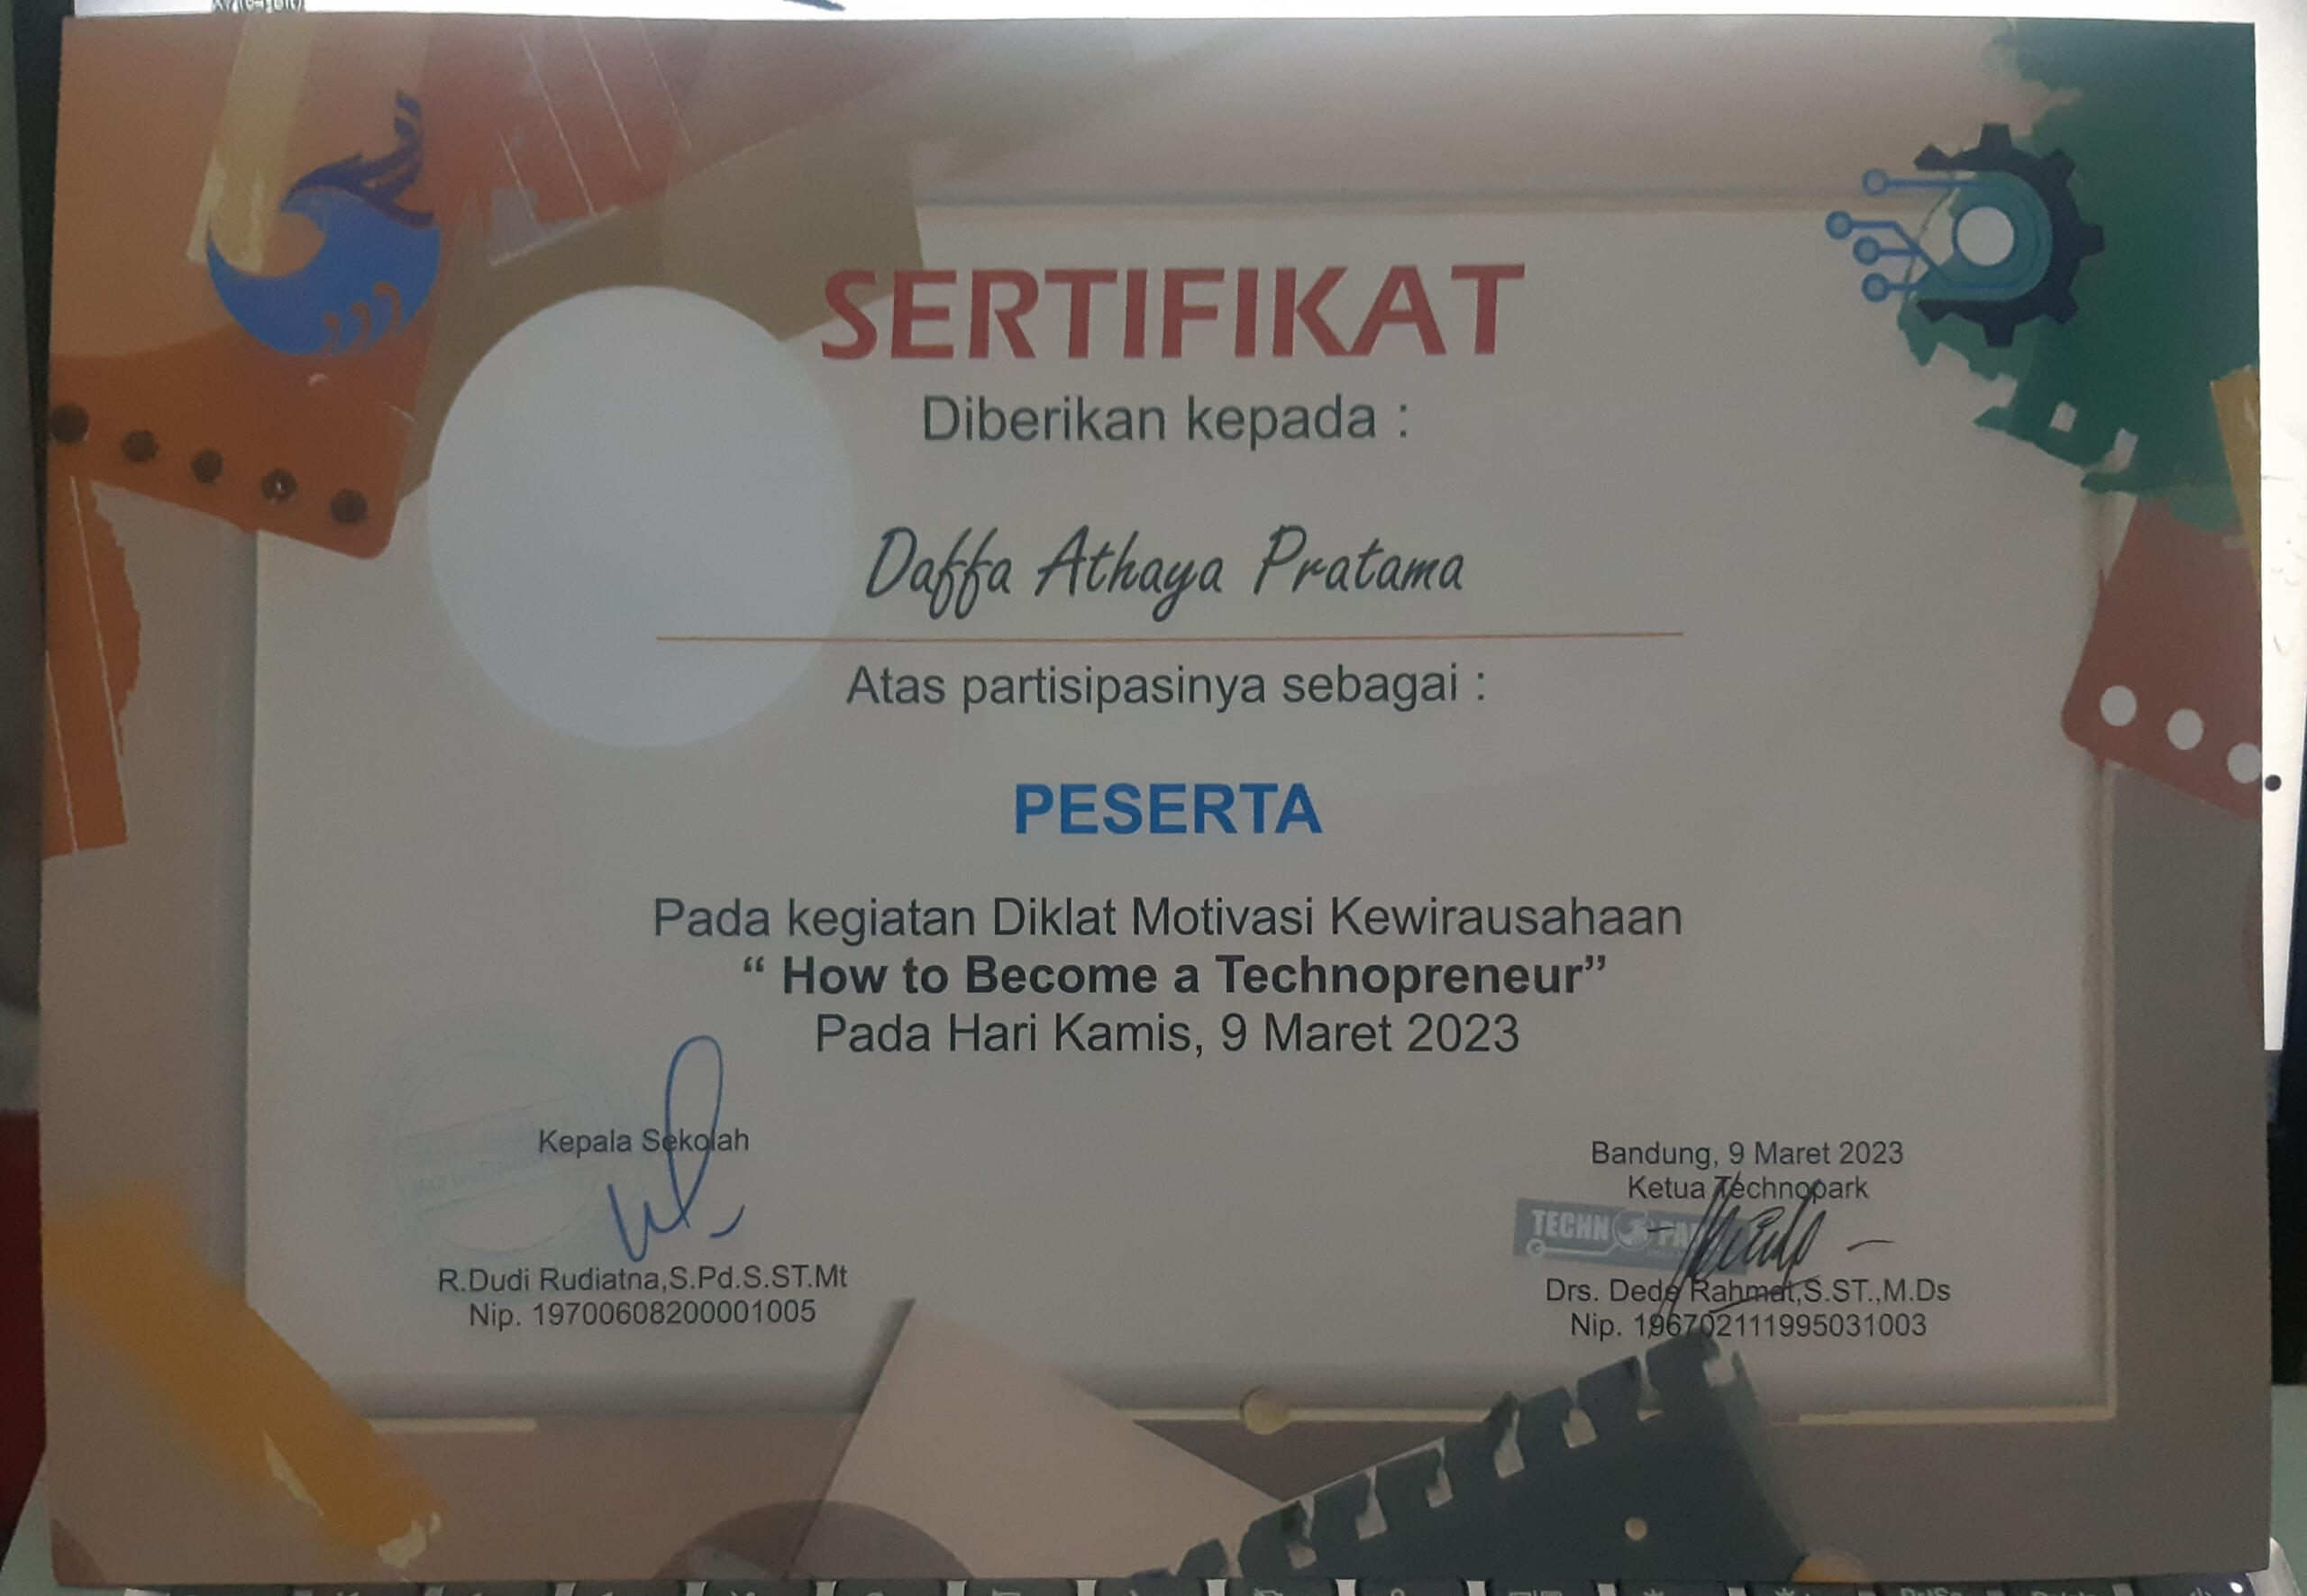 SERTIFIKAT
Diberikan kepada :
Daffa Athaya Pratama
Atas partisipasinya sebagai :
PESERTA
Pada kegiatan Diklat Motivasi Kewirausahaan
“ How to Become a Technopreneur”
Pada Hari Kamis, 9 Maret 2023
Kepala Sekolah
R.Dudi Rudiatna,S.Pd.S.ST.Mt
Nip. 19700608200001005
Bandung, 9 Maret 2023
Ketua Technopark
TECHN PA
Drs. Dede Rahmat,S.ST.,M.Ds
Nip. 196702111995031003